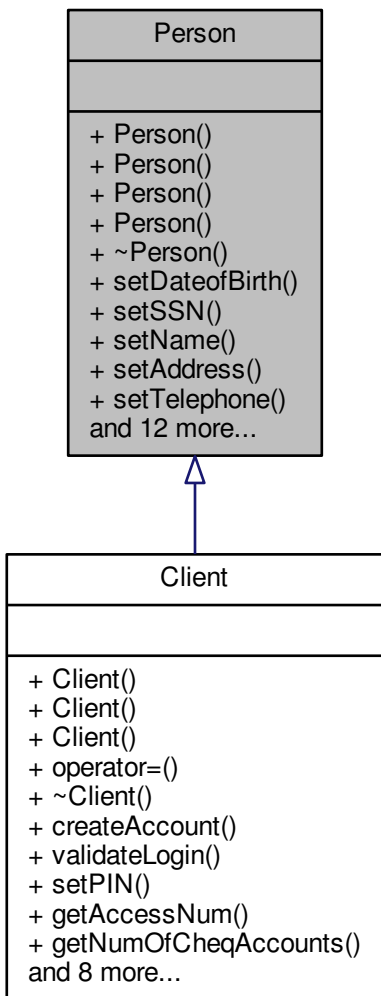 Person
+ Person()
+ Person()
+ Person()
+ Person()
+ ~Person()
+ setDateofBirth()
+ setSSN()
+ setName()
+ setAddress()
+ setTelephone()
and 12 more...
Client
+ Client()
+ Client()
+ Client()
+ operator=()
+ ~Client()
+ createAccount()
+ validateLogin()
+ setPIN()
+ getAccessNum()
+ getNumOfCheqAccounts()
and 8 more...